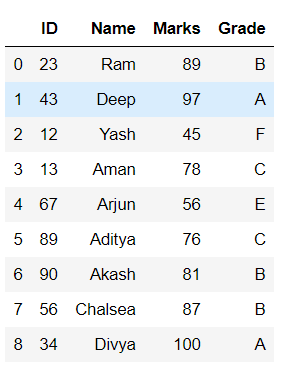 ID Name Marks Grade
0 23 Ram 89 B
1 43 Deep 97 A
2 12 Yash 45 F
3 13 Aman 78 C
4 67 Arjun 56 E
5 89 Aditya 76 C
6 90 Akash 81 B
7 56 Chalsea 87 B
8 34 Divya 100 A